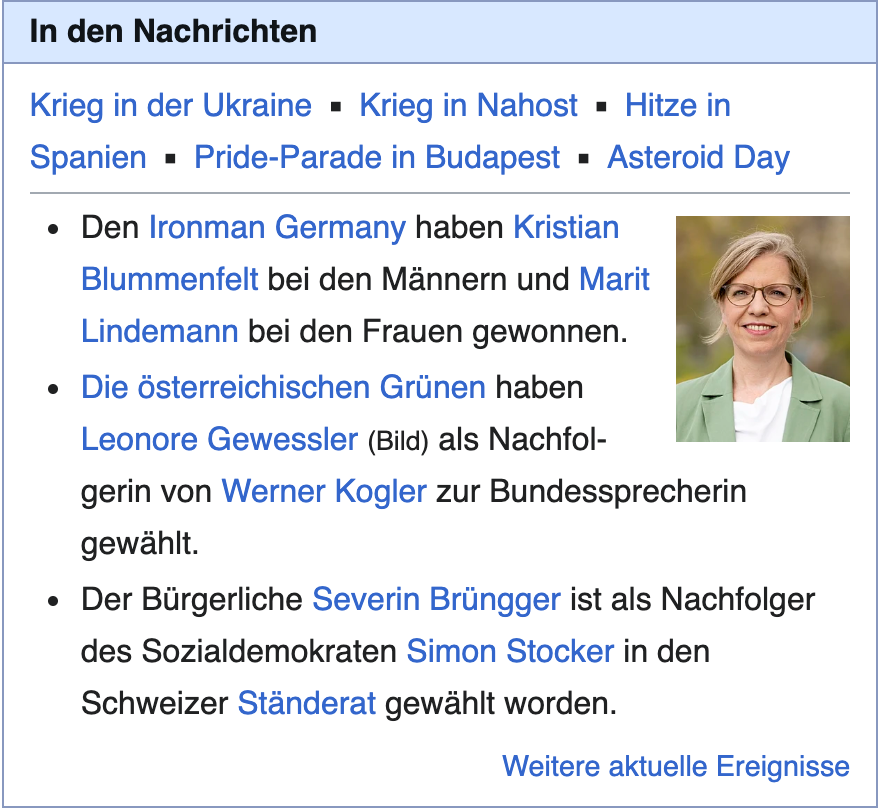 In den Nachrichten
Krieg in der Ukraine ▪ Krieg in Nahost ▪ Hitze in
Spanien ▪ Pride-Parade in Budapest ▪ Asteroid Day
• Den Ironman Germany haben Kristian
Blummenfelt bei den Männern und Marit
Lindemann bei den Frauen gewonnen.
• Die österreichischen Grünen haben
Leonore Gewessler (Bild) als Nachfol-
gerin von Werner Kogler zur Bundessprecherin
gewählt.
• Der Bürgerliche Severin Brüngger ist als Nachfolger
des Sozialdemokraten Simon Stocker in den
Schweizer Ständerat gewählt worden.
Weitere aktuelle Ereignisse